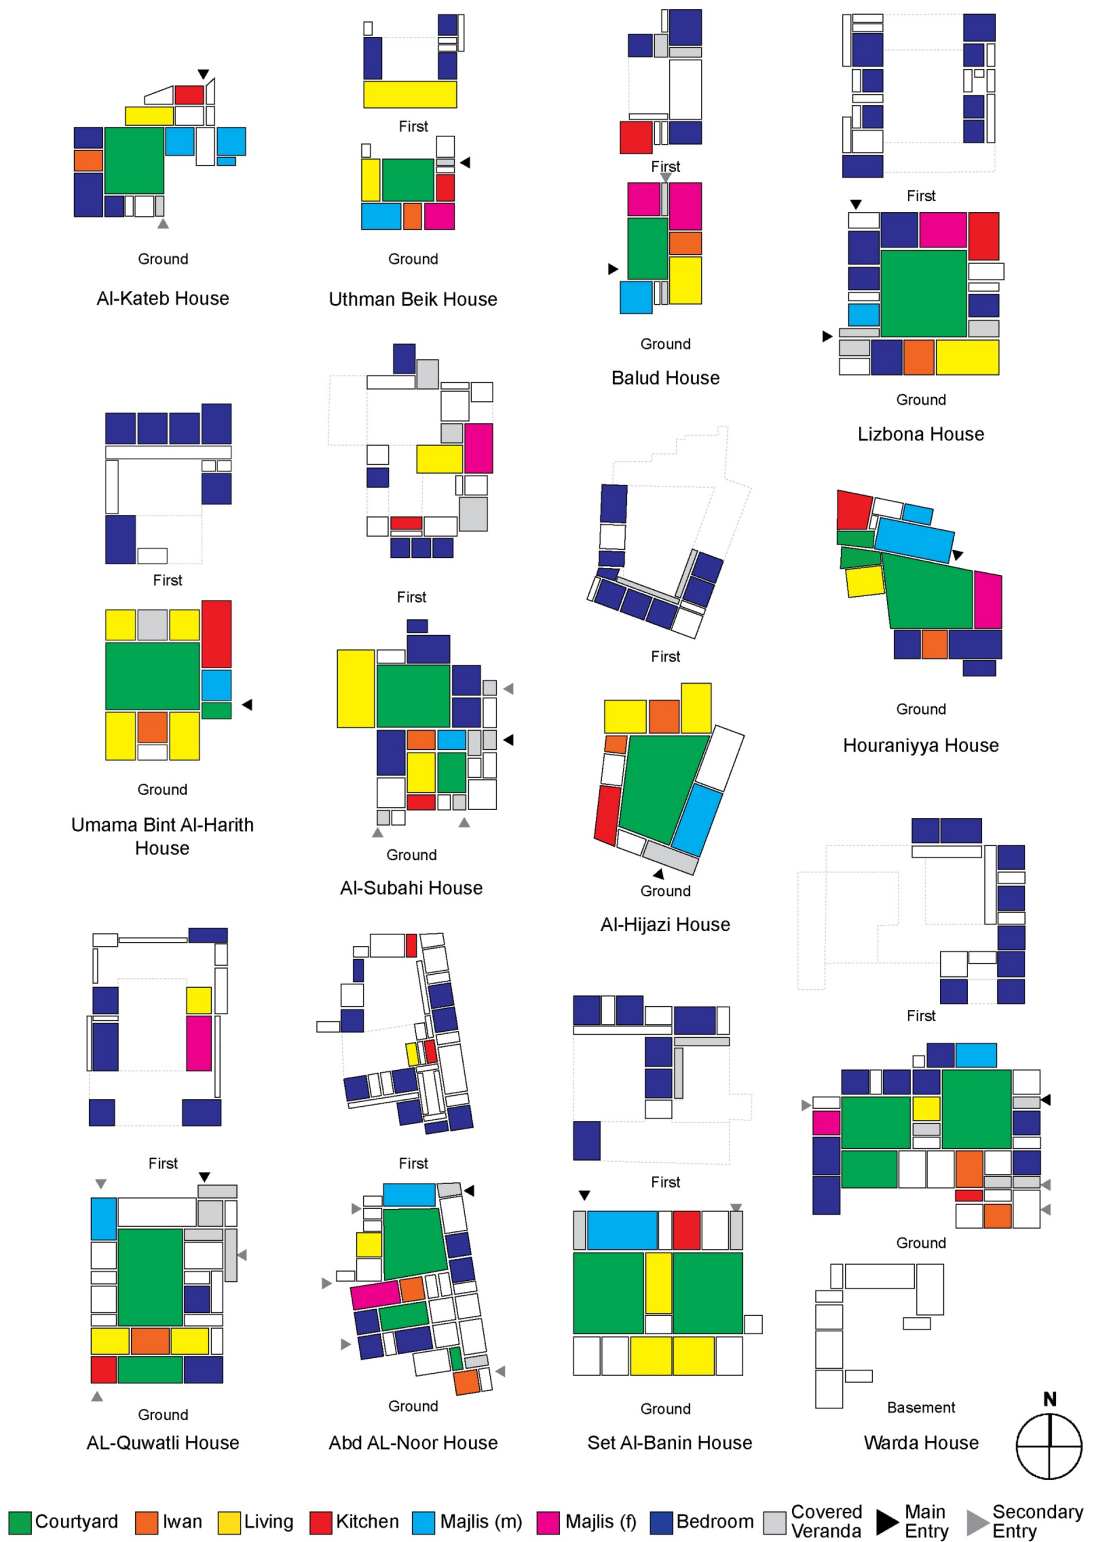 First
First
First
First
Ground
Ground
Ground
Ground
Al-Kateb House
Uthman Beik House
Balud House
Lizbona House
First
First
First
Ground
Ground
Ground
Ground
Umama Bint Al-Harith
House
Al-Subahi House
Al-Hijazi House
Houraniyya House
First
First
First
First
Ground
Ground
Ground
Ground
Basement
AL-Quwatli House
Abd AL-Noor House
Set Al-Banin House
Warda House
N
Courtyard
Iwan
Living
Kitchen
Majlis (m)
Majlis (f)
Bedroom
Covered
Veranda
Main
Entry
Secondary
Entry